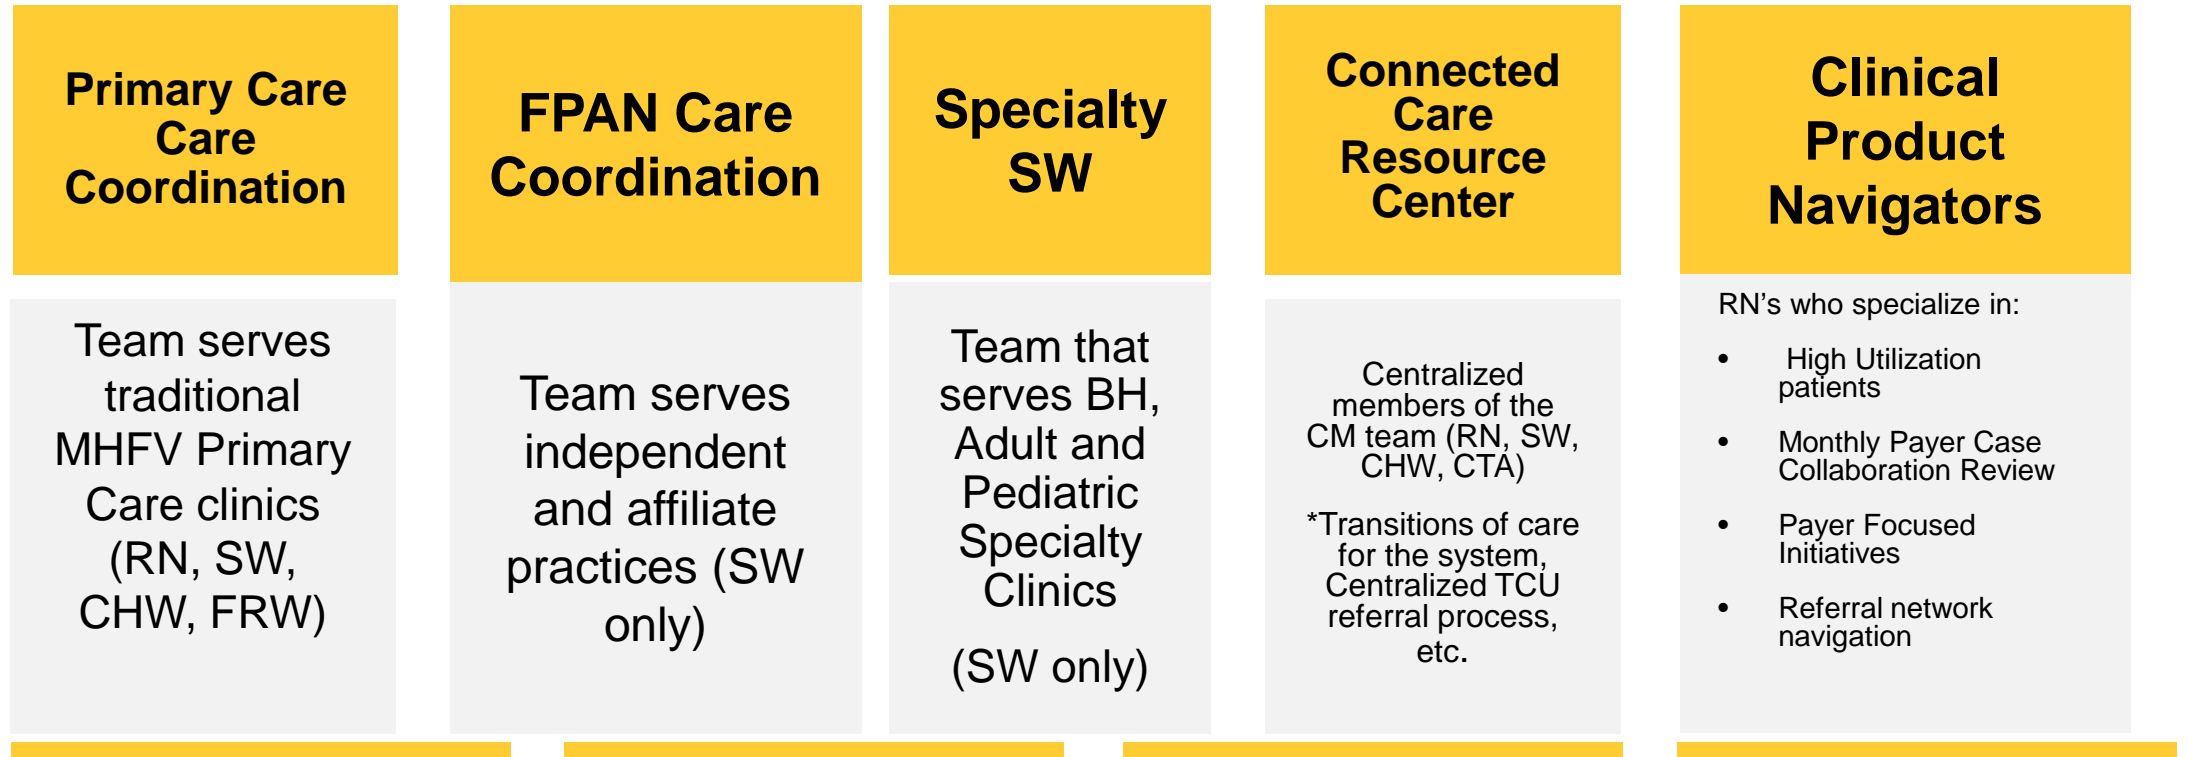 Primary Care
Care
Coordination
Team serves
traditional
MHFV Primary
Care clinics
(RN, SW,
CHW, FRW)
FPAN Care
Coordination
Team serves
independent
and affiliate
practices (SW
only)
Specialty
SW
Team that
serves BH,
Adult and
Pediatric
Specialty
Clinics
(SW only)
Connected
Care
Resource
Center
Centralized
members of the
CM team (RN, SW,
CHW, CTA)
*Transitions of care
for the system,
Centralized TCU
referral process,
etc.
Clinical
Product
Navigators
RN’s who specialize in:
• High Utilization
patients
• Monthly Payer Case
Collaboration Review
• Payer Focused
Initiatives
• Referral network
navigation